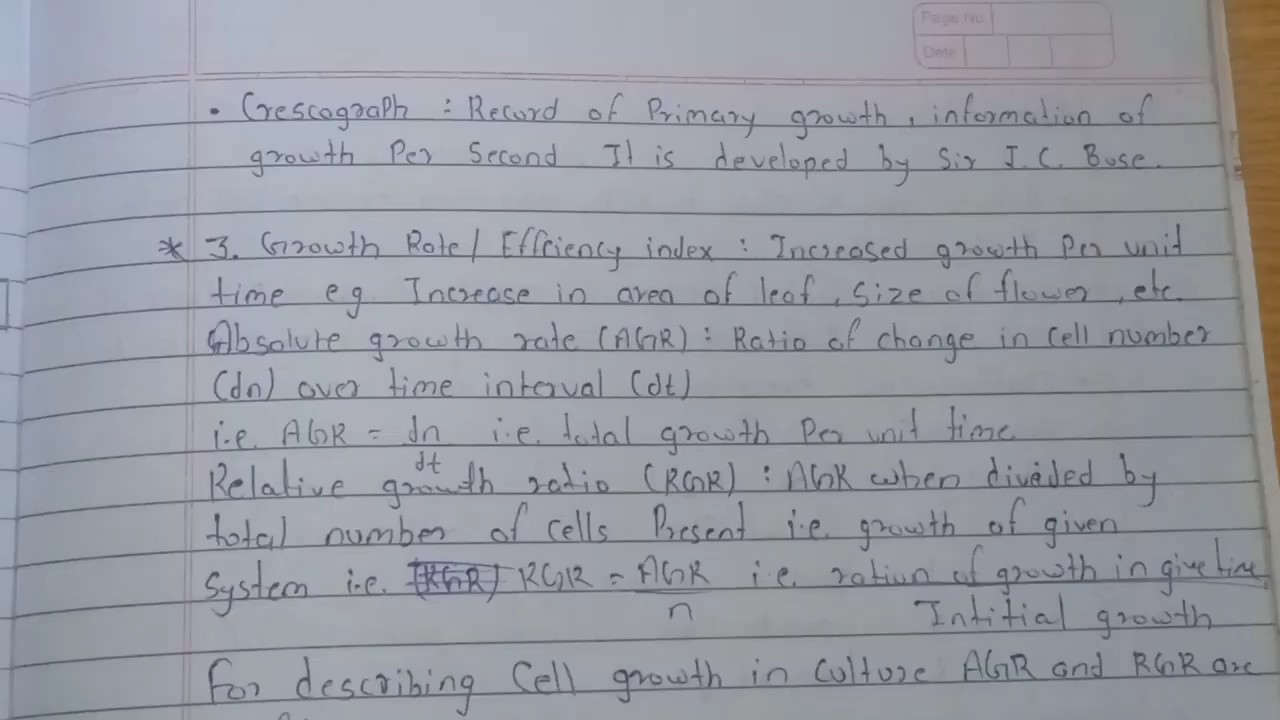 Page No
Date
• Crescograph : Record of Primary growth, information of
growth Per Second It is developed by Sir J.C. Bose.
* 3. Growth Rate / Efficiency index : Increased growth Per unit
time eg Increase in area of leaf, size of flower, etc.
Absolute growth rate (AGR) : Ratio of change in cell number
(dn) over time interval (dt)
i.e. AGR = dn i.e. total growth Per unit time
dt
Relative growth ratio (RGR) : AGR when divided by
total number of cells Present i.e. growth of given
System i.e. (RGR) RGR = AGR i.e. ration of growth in give time
n Intitial growth
For describing Cell growth in culture AGR and RGR are